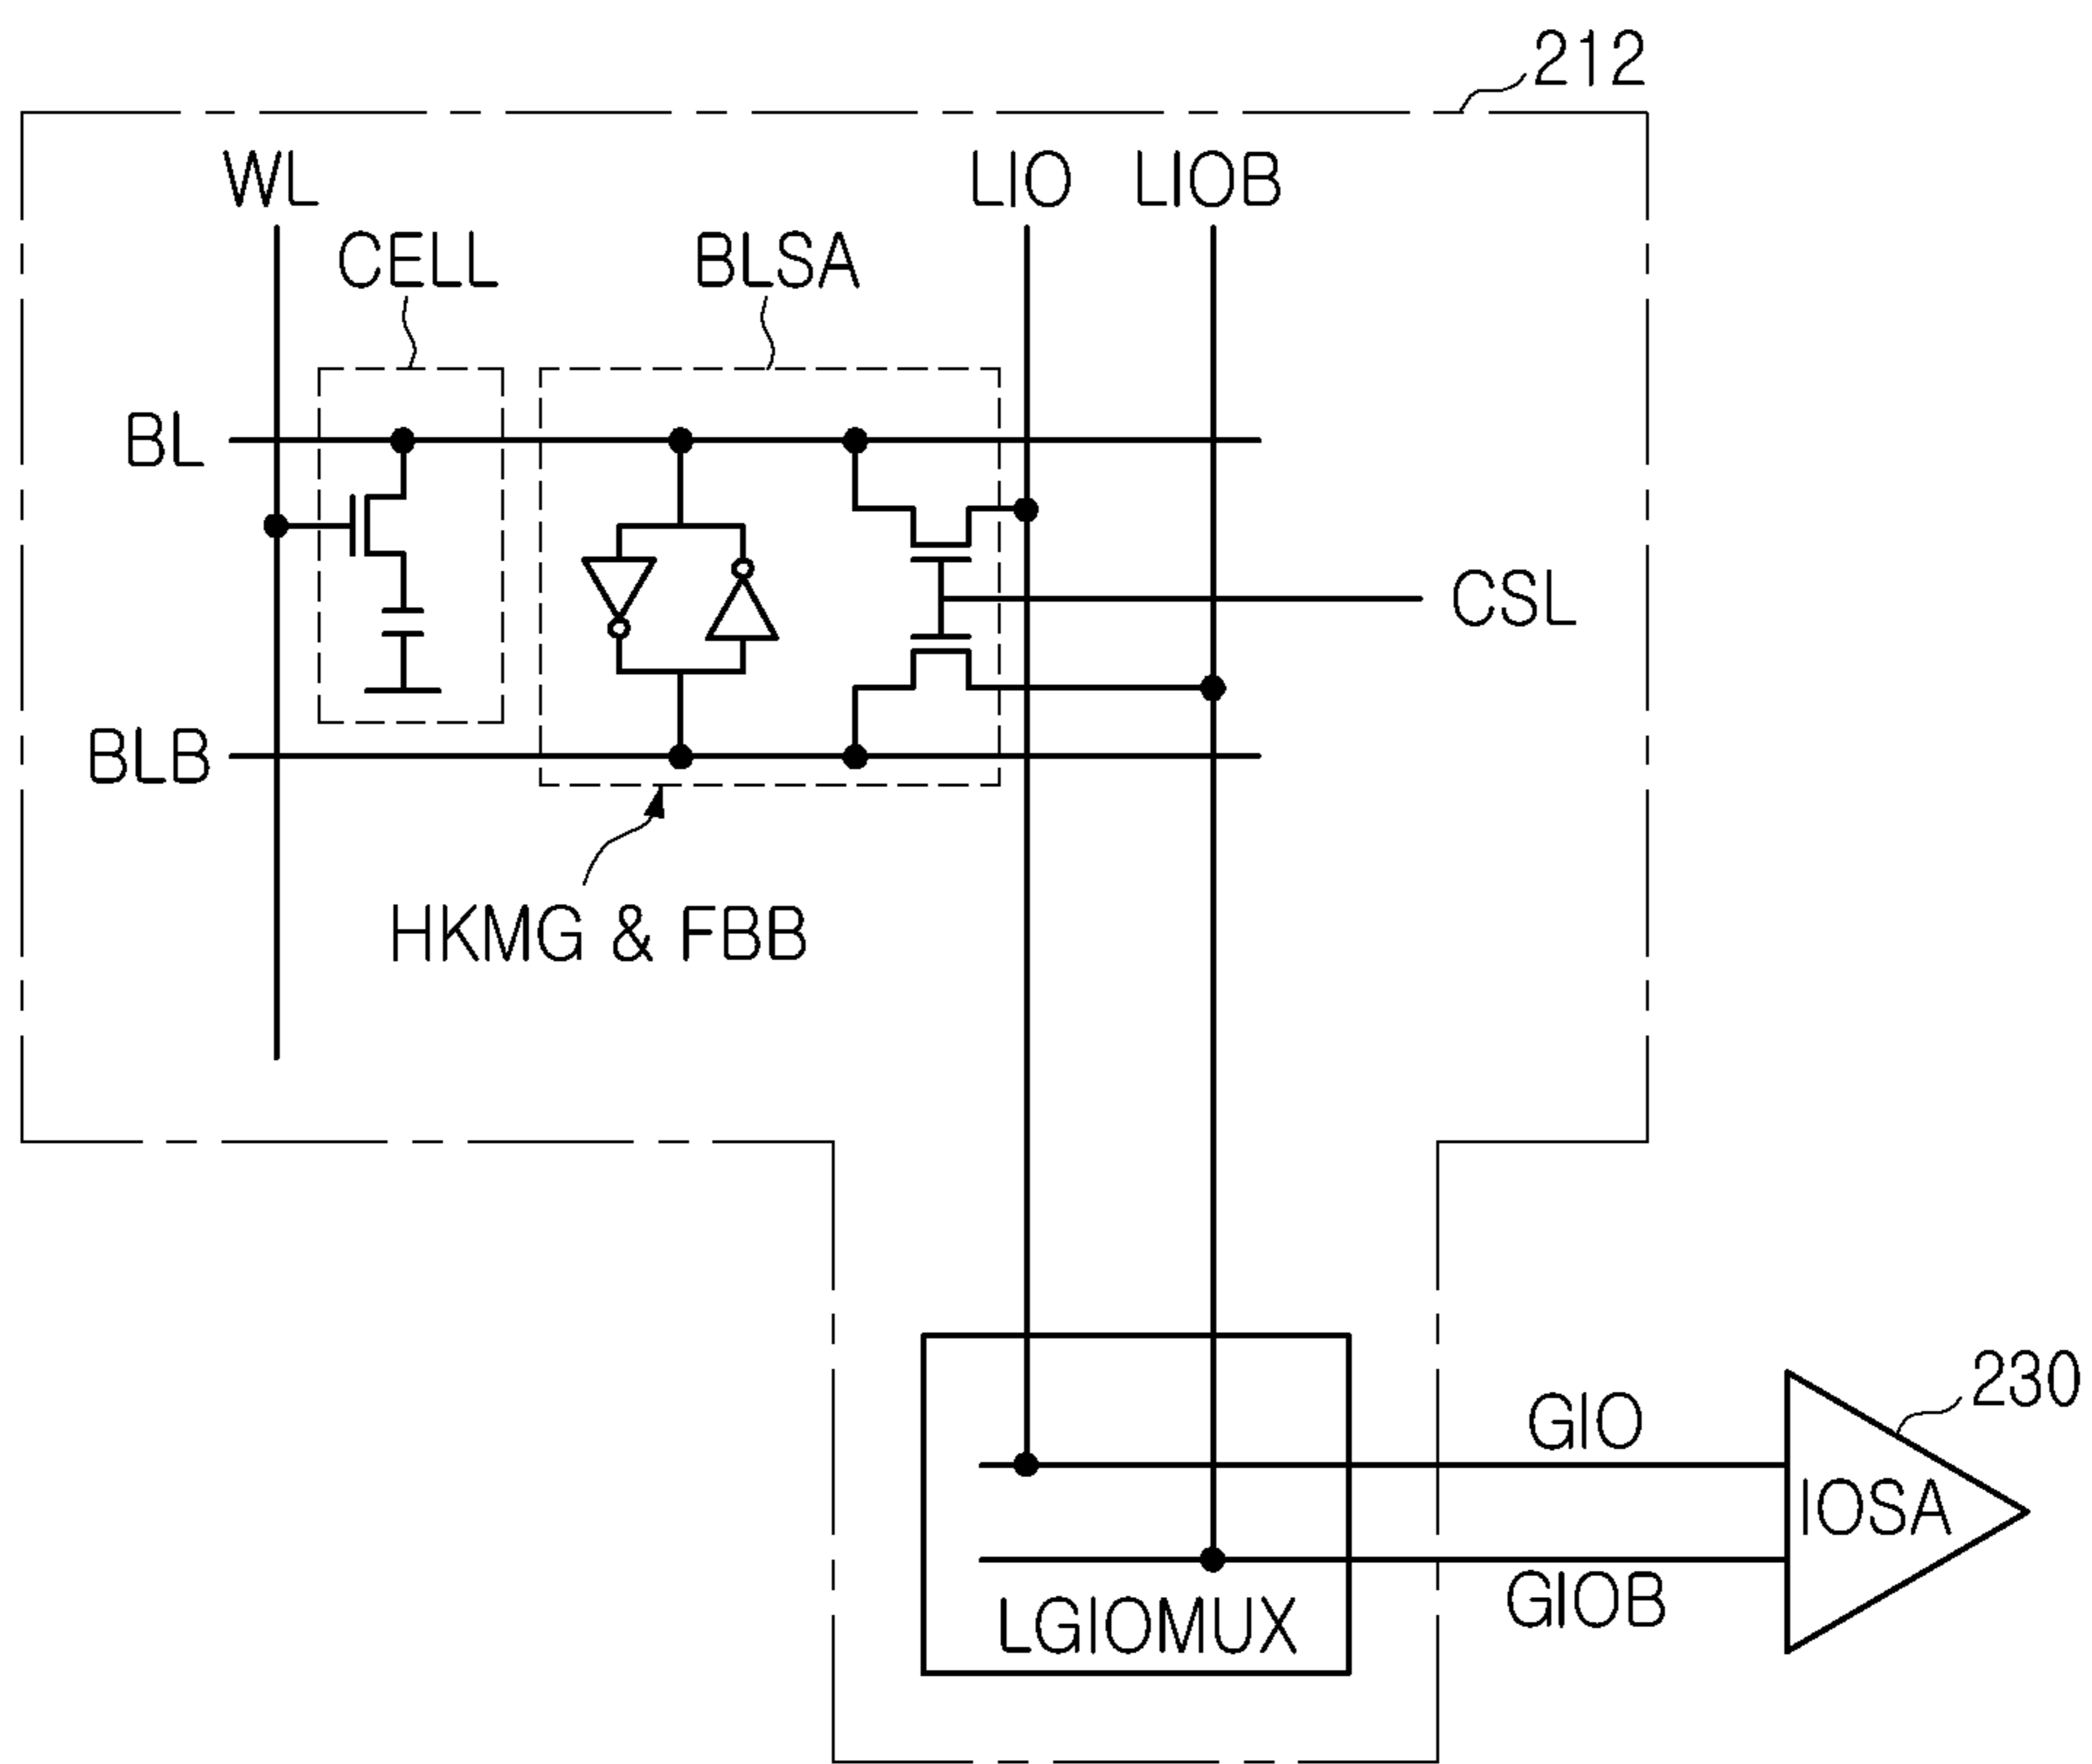 212
WL
LIO
LIOB
CELL
BLSA
BL
CSL
BLB
HKMG & FBB
230
GIO
IOSA
GIOB
LGIOMUX